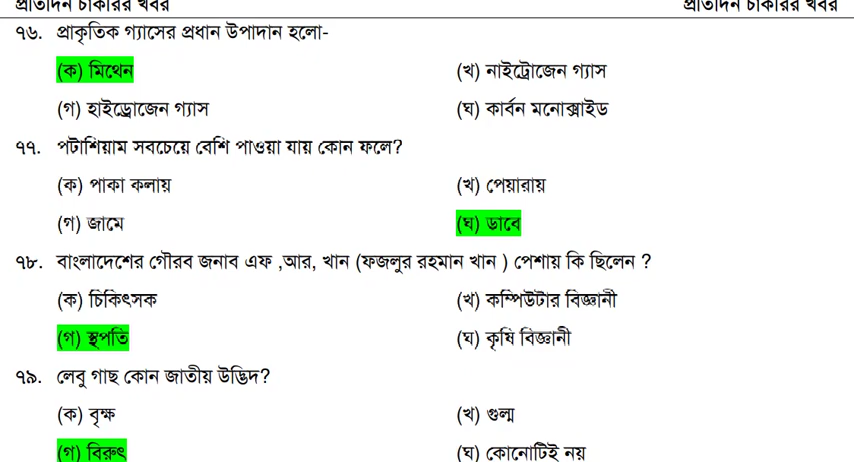 প্রতিদিন চাকরির খবর প্রতিদিন চাকরির খবর
৭৬. প্রাকৃতিক গ্যাসের প্রধান উপাদান হলো-
(ক) মিথেন (খ) নাইট্রোজেন গ্যাস
(গ) হাইড্রোজেন গ্যাস (ঘ) কার্বন মনোক্সাইড
৭৭. পটাশিয়াম সবচেয়ে বেশি পাওয়া যায় কোন ফলে?
(ক) পাকা কলায় (খ) পেয়ারায়
(গ) জামে (ঘ) ডাবে
৭৮. বাংলাদেশের গৌরব জনাব এফ ,আর, খান (ফজলুর রহমান খান ) পেশায় কি ছিলেন ?
(ক) চিকিৎসক (খ) কম্পিউটার বিজ্ঞানী
(গ) স্থপতি (ঘ) কৃষি বিজ্ঞানী
৭৯. লেবু গাছ কোন জাতীয় উদ্ভিদ?
(ক) বৃক্ষ (খ) গুল্ম
(গ) বিরুৎ (ঘ) কোনোটিই নয়